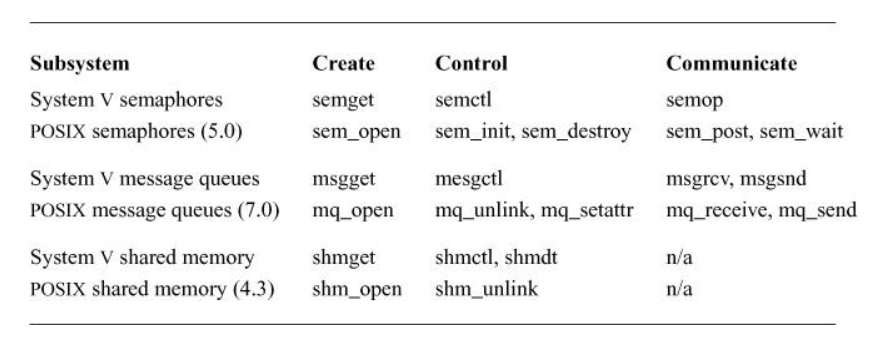 Subsystem Create Control Communicate
System V semaphores semget semctl semop
POSIX semaphores (5.0) sem_open sem_init, sem_destroy sem_post, sem_wait
System V message queues msgget mesgctl msgrcv, msgsnd
POSIX message queues (7.0) mq_open mq_unlink, mq_setattr mq_receive, mq_send
System V shared memory shmget shmctl, shmdt n/a
POSIX shared memory (4.3) shm_open shm_unlink n/a